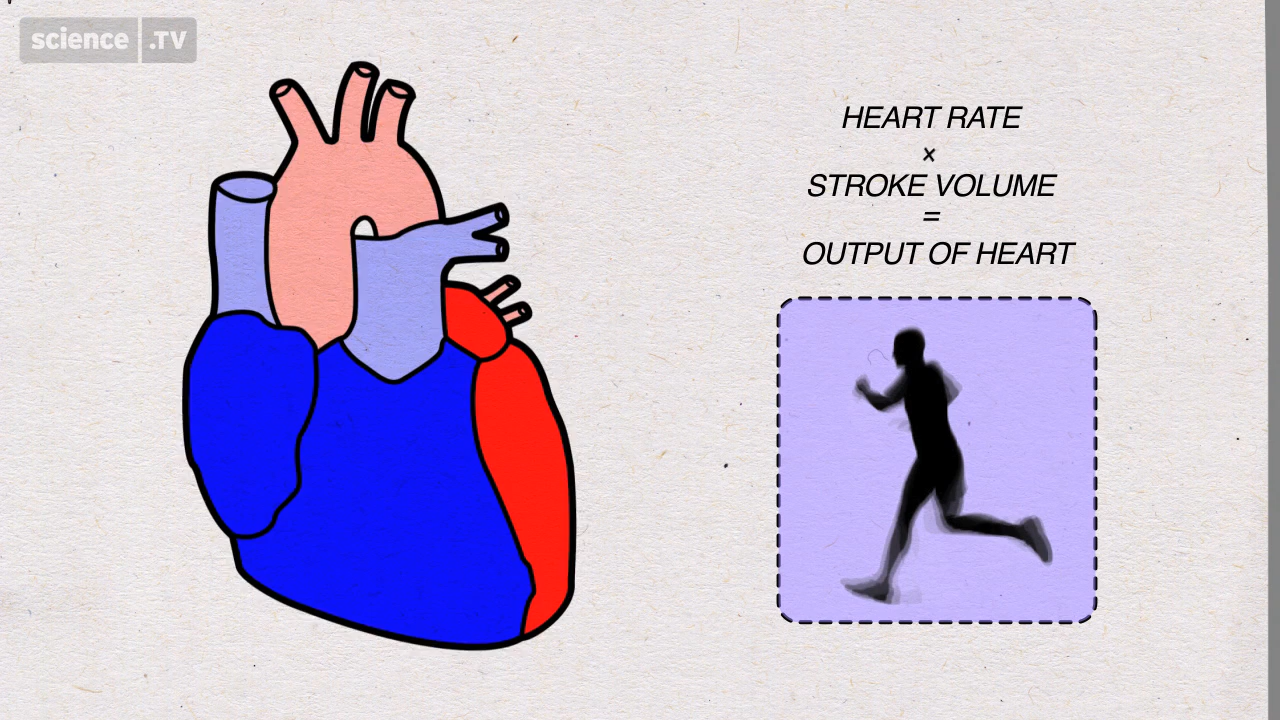 science .TV
HEART RATE
×
STROKE VOLUME
=
OUTPUT OF HEART